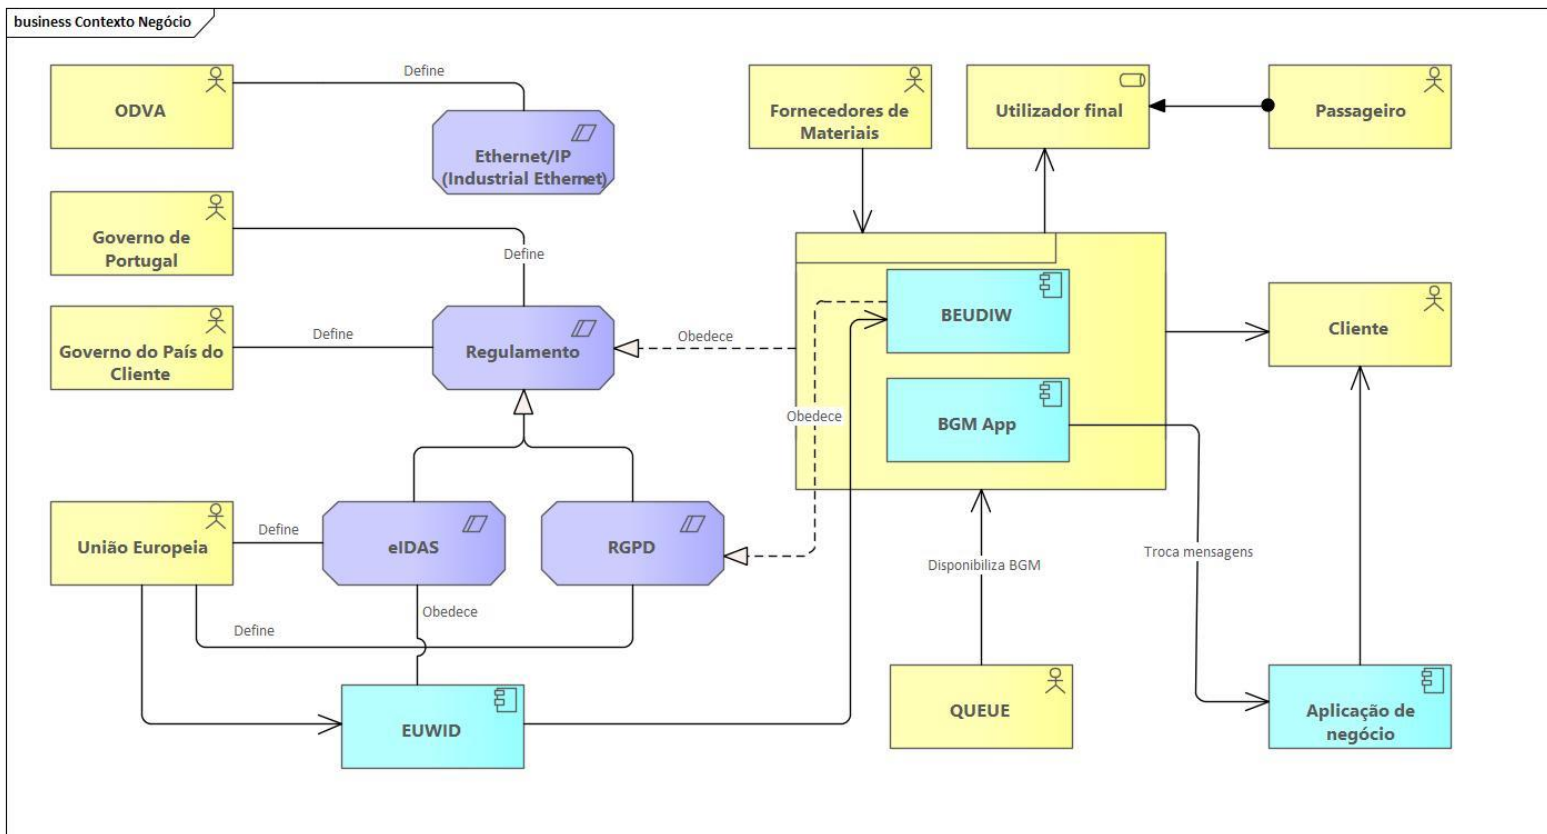 business Contexto Negócio
ODVA
Define
Ethernet/IP
(Industrial Ethernet)
Fornecedores de
Materiais
Utilizador final
Passageiro
Governo de
Portugal
Define
Governo do País do
Cliente
Define
Regulamento
Obedece
BEUDIW
Cliente
Obedece
BGM App
União Europeia
Define
eIDAS
RGPD
Disponibiliza BGM
Troca mensagens
Obedece
Define
EUWID
QUEUE
Aplicação de
negócio